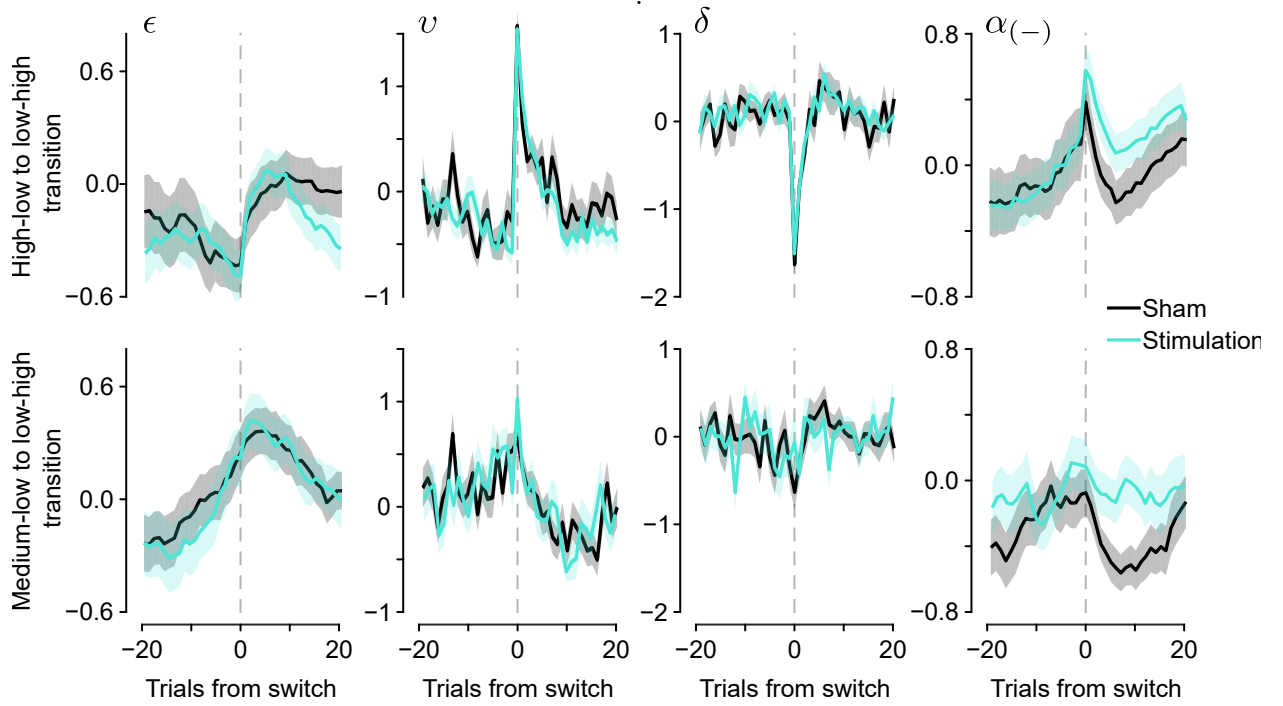 ϵ υ δ α(−)
High-low to low-high
transition
0.6
0.0
−0.6
1
0
−1
1
0
−1
−2
0.8
0.0
−0.8
Sham
Stimulation
Medium-low to low-high
transition
0.6
0.0
−0.6
1
0
−1
1
0
−1
−2
0.8
0.0
−0.8
−20 0 20 −20 0 20 −20 0 20 −20 0 20
Trials from switch Trials from switch Trials from switch Trials from switch